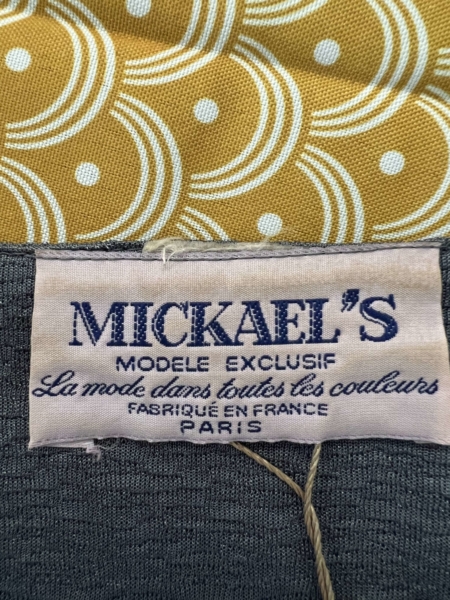 MICKAEL"S
MODELE EXCLUSIF
La mode dans toutes les couleurs
FABRIQUÉ EN FRANCE
PARIS